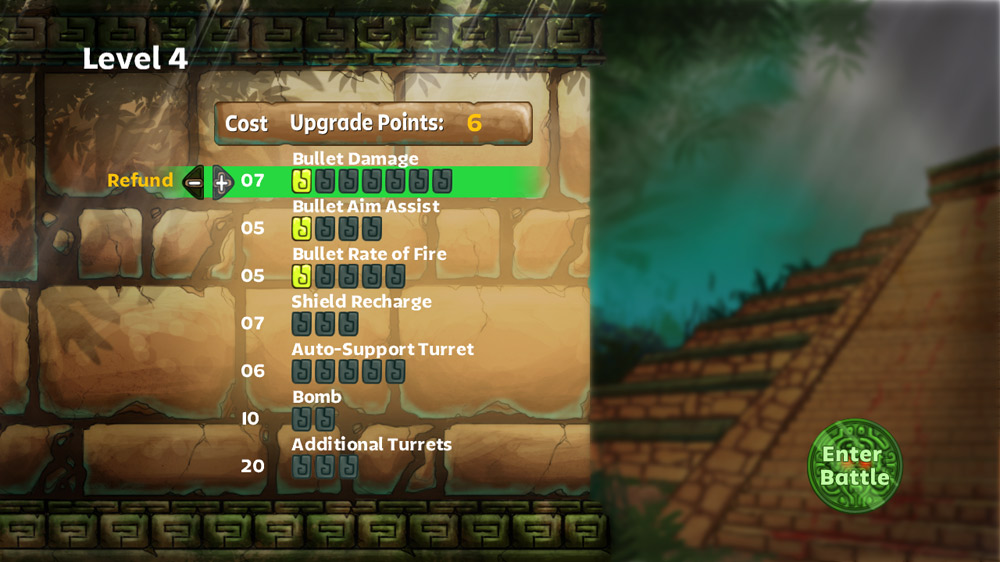 Level 4
Cost Upgrade Points: 6
Bullet Damage
Refund - + 07
Bullet Aim Assist
05
Bullet Rate of Fire
05
Shield Recharge
07
Auto-Support Turret
06
Bomb
10
Additional Turrets
20
Enter
Battle